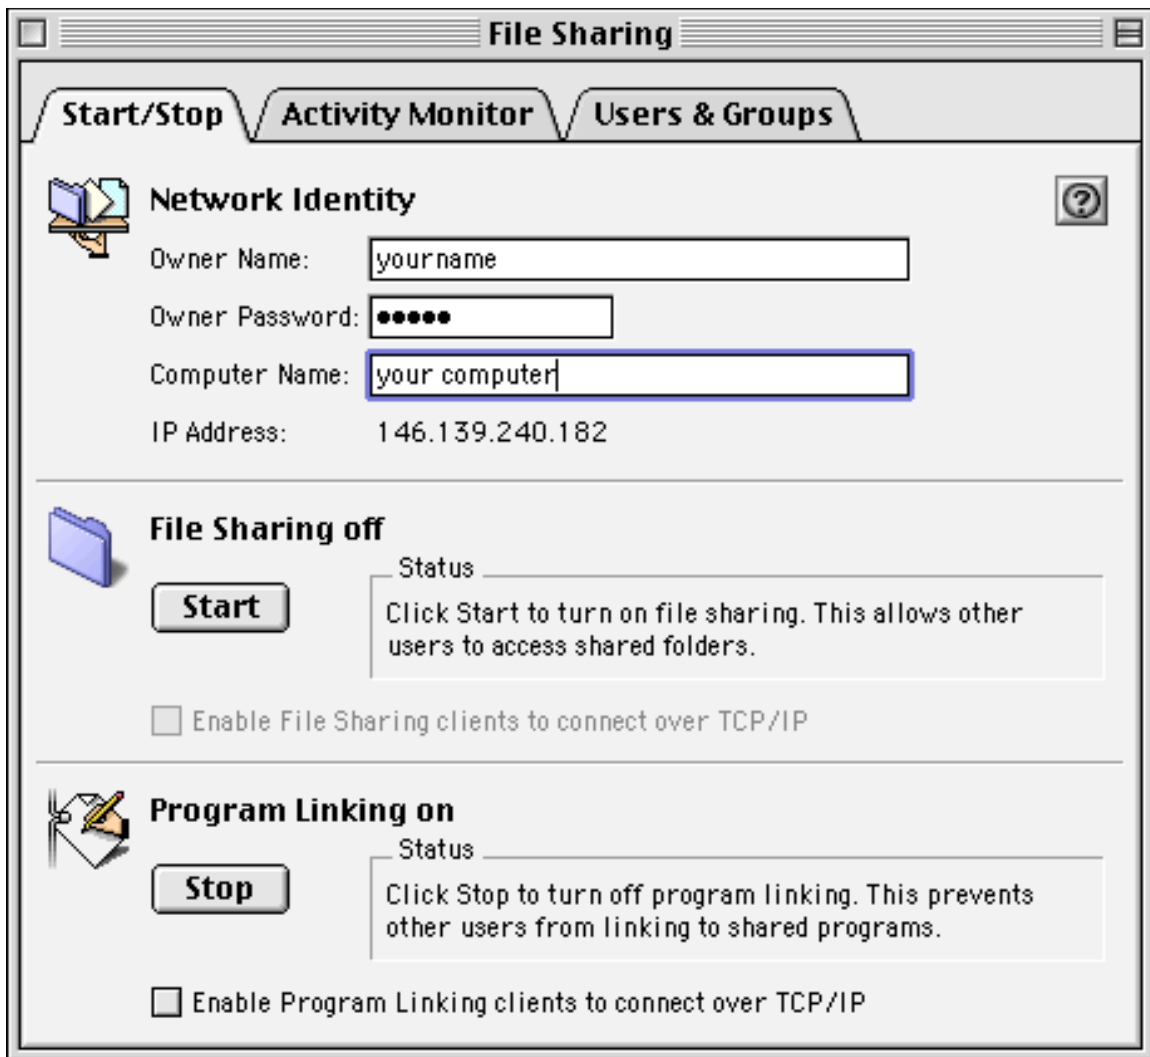 File Sharing
Start/Stop
Activity Monitor
Users & Groups
Network Identity
?
Owner Name: yourname
Owner Password: •••••
Computer Name: your computer
IP Address: 146.139.240.182
File Sharing off
Start
Status
Click Start to turn on file sharing. This allows other
users to access shared folders.
Enable File Sharing clients to connect over TCP/IP
Program Linking on
Stop
Status
Click Stop to turn off program linking. This prevents
other users from linking to shared programs.
Enable Program Linking clients to connect over TCP/IP